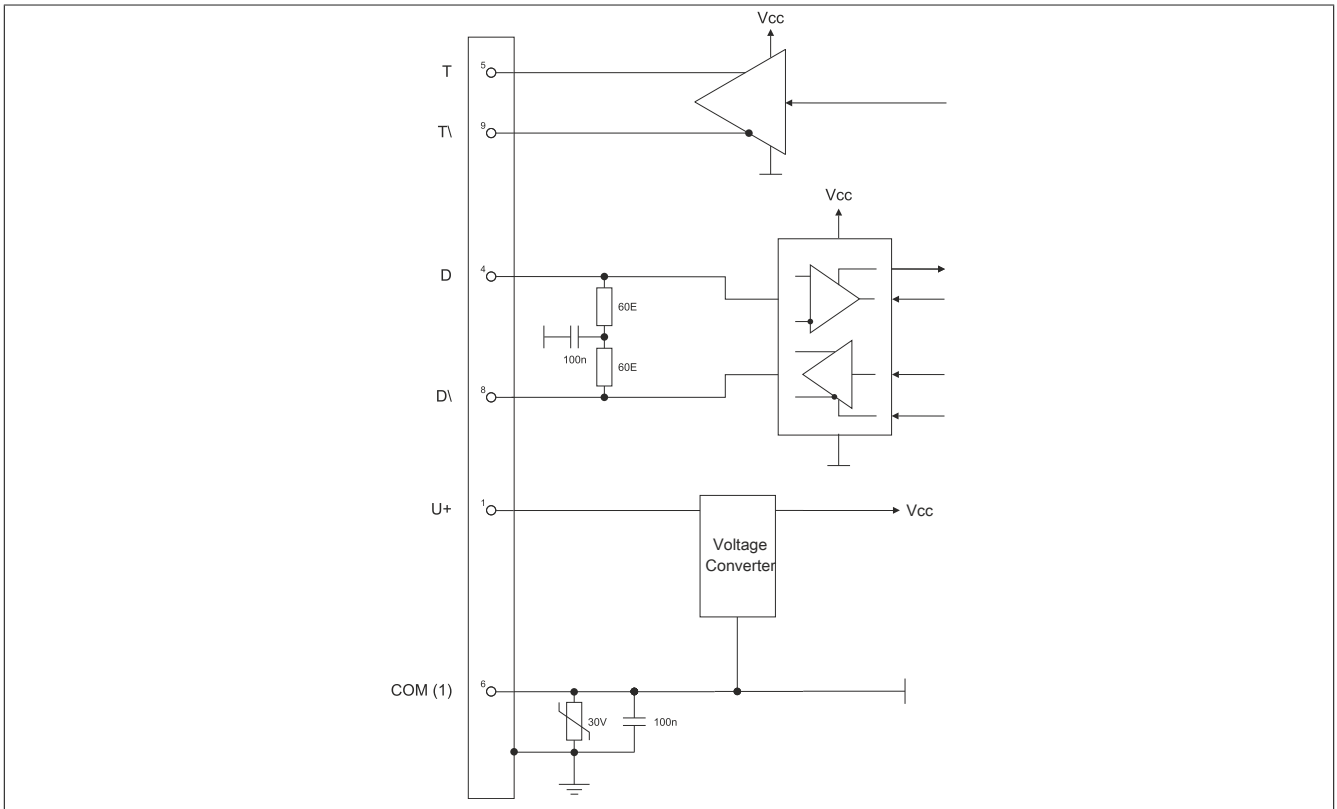 Vcc
T 5
T\ 9
Vcc
D 4
60E
100n
60E
D\ 8
U+ 1
Vcc
Voltage
Converter
COM (1) 6
30V 100n